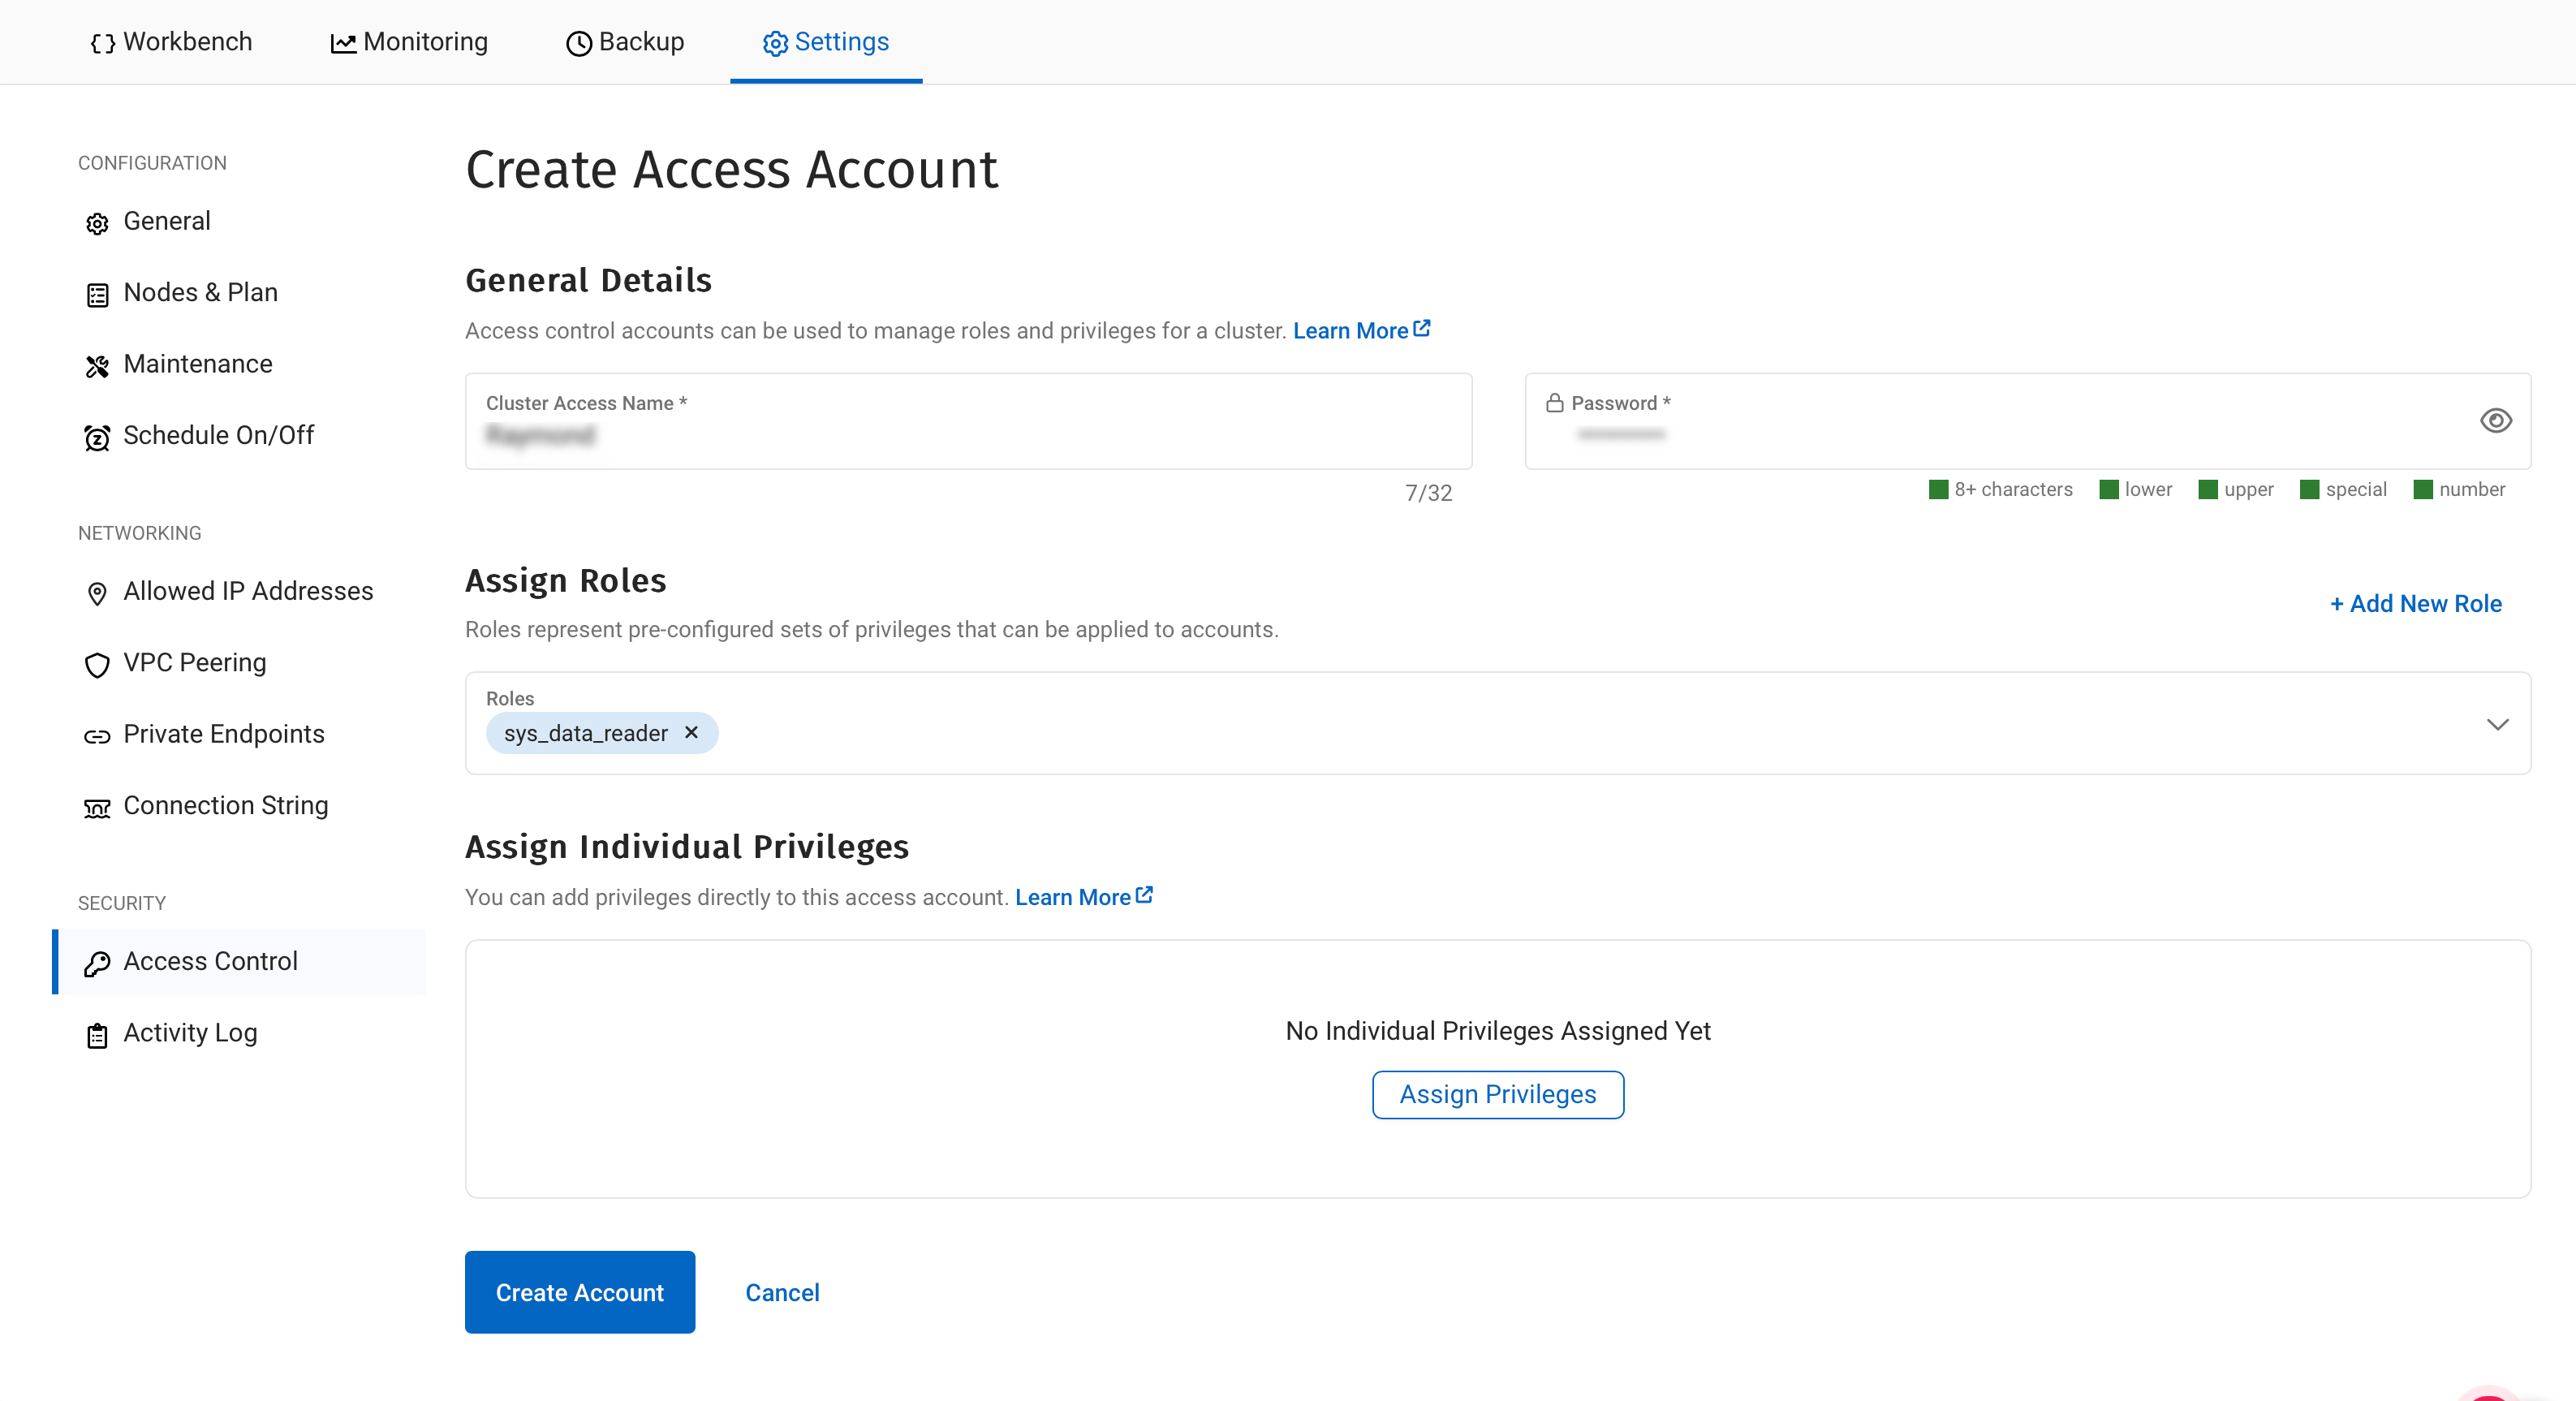 Workbench Monitoring Backup Settings
CONFIGURATION
General
Nodes & Plan
Maintenance
Schedule On/Off
NETWORKING
Allowed IP Addresses
VPC Peering
Private Endpoints
Connection String
SECURITY
Access Control
Activity Log
Create Access Account
General Details
Access control accounts can be used to manage roles and privileges for a cluster. Learn More
Cluster Access Name *
7/32
Password *
8+ characters lower upper special number
Assign Roles
+ Add New Role
Roles represent pre-configured sets of privileges that can be applied to accounts.
Roles
sys_data_reader ×
Assign Individual Privileges
You can add privileges directly to this access account. Learn More
No Individual Privileges Assigned Yet
Assign Privileges
Create Account Cancel